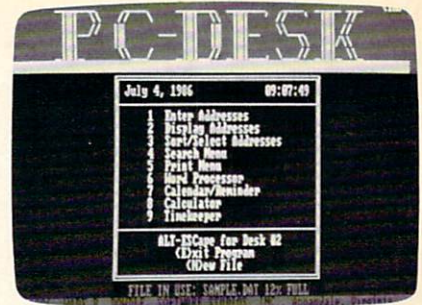 PC-DESK
July 4, 1986 09:07:49
1 Enter Addresses
2 Display Addresses
3 Sort/Select Addresses
4 Search Menu
5 Print Menu
6 Word Processor
7 Calendar/Reminder
8 Calculator
9 Timekeeper
ALT-ESCape for Desk #2
(E)xit Program
(N)ew File
FILE IN USE: SAMPLE.DAT 12% FULL